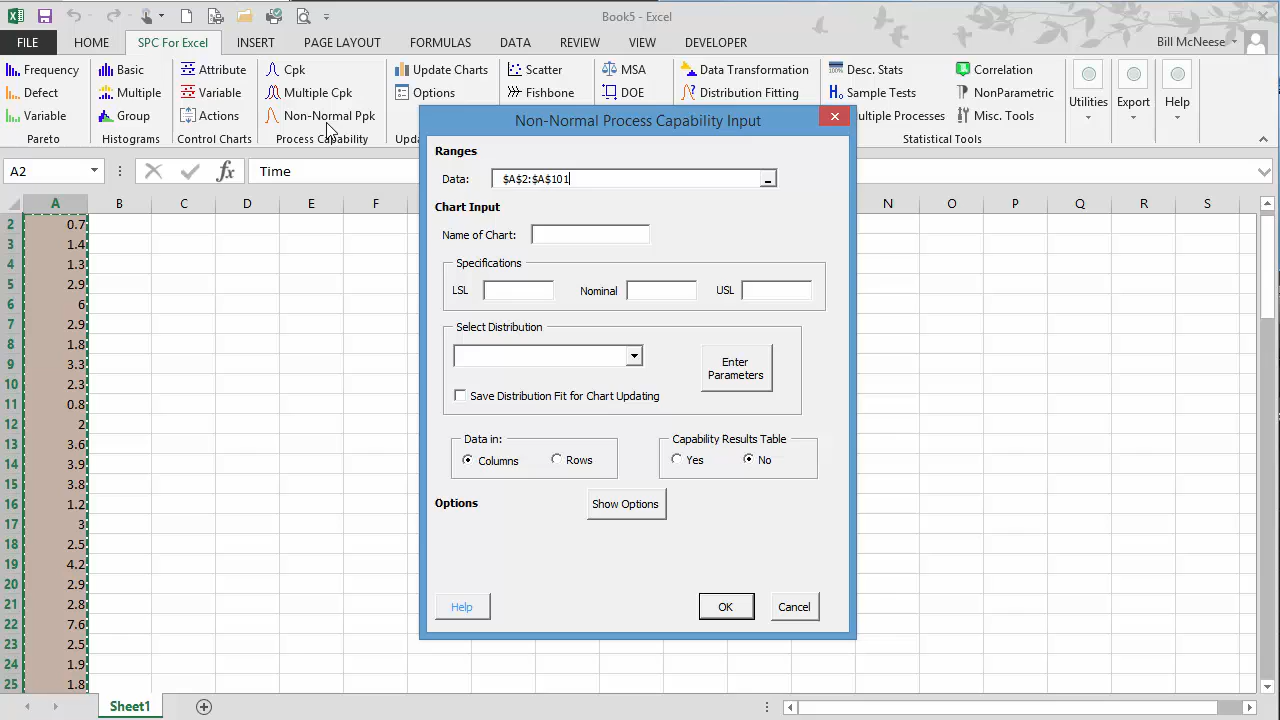 Book5 - Excel
FILE HOME SPC For Excel INSERT PAGE LAYOUT FORMULAS DATA REVIEW VIEW DEVELOPER Bill McNeese
Frequency Basic Attribute Cpk Update Charts Scatter MSA Data Transformation Desc. Stats Correlation
Defect Multiple Variable Multiple Cpk Options Fishbone DOE Distribution Fitting Sample Tests NonParametric
Variable Group Actions Non-Normal Ppk ultiple Processes Misc. Tools
Utilities Export Help
Pareto Histograms Control Charts Process Capability Updat Statistical Tools
A2 fx Time
A B C D E F N O P Q R S
2 0.7
3 1.4
4 1.3
5 2.9
6 6
7 2.9
8 1.8
9 3.3
10 2.3
11 0.8
12 2
13 3.6
14 3.9
15 3.8
16 1.2
17 3
18 2.5
19 4.2
20 2.9
21 2.8
22 7.6
23 2.5
24 1.9
25 1.8
Non-Normal Process Capability Input
Ranges
Data: $A$2:$A$101
Chart Input
Name of Chart:
Specifications
LSL Nominal USL
Select Distribution
Enter
Parameters
Save Distribution Fit for Chart Updating
Data in: Capability Results Table
Columns Rows Yes No
Options Show Options
Help OK Cancel
Sheet1